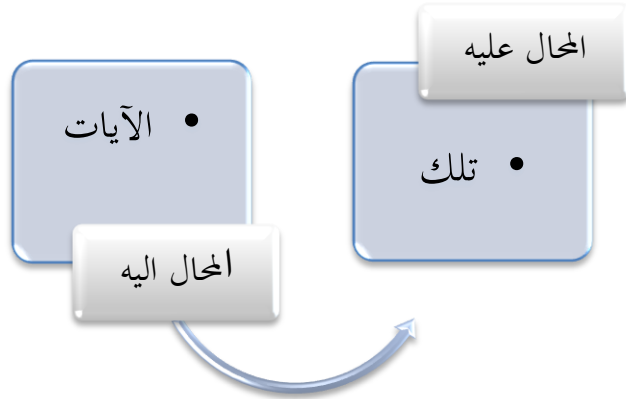 المحال عليه
• تلك
• الآيات
المحال اليه